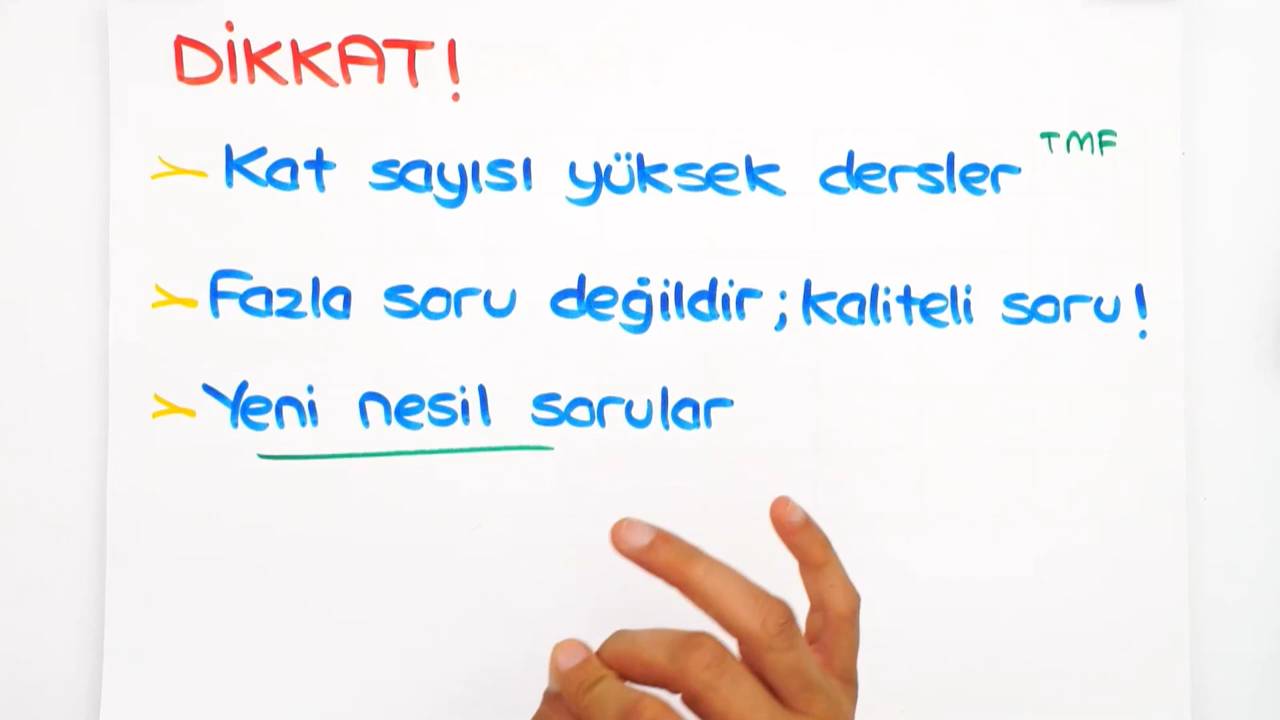 DİKKAT!
Kat sayısı yüksek dersler TMF
Fazla soru değildir; kaliteli soru!
Yeni nesil sorular